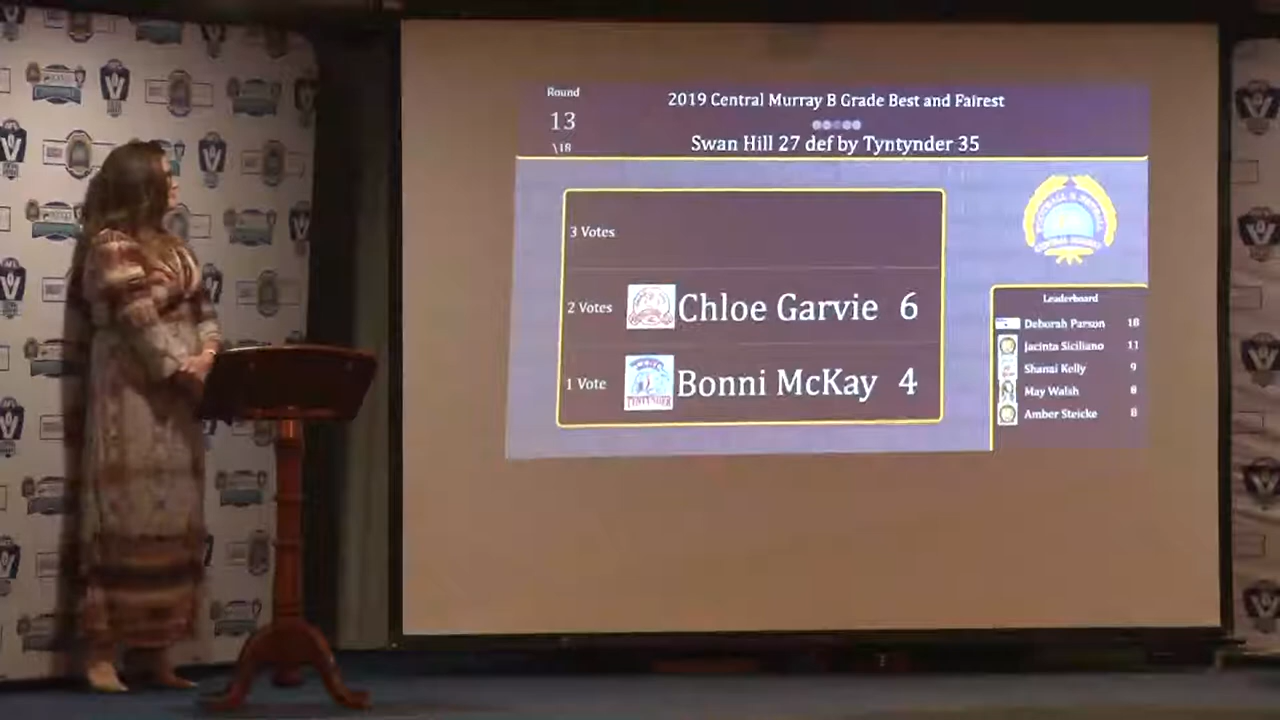 Round
13
\18
2019 Central Murray B Grade Best and Fairest
Swan Hill 27 def by Tyntynder 35
3 Votes
2 Votes Chloe Garvie 6
1 Vote Bonni McKay 4
TYNTYNDER
Leaderboard
Deborah Parson 18
Jacinta Siciliano 11
Shanai Kelly 9
May Walsh 8
Amber Steicke 8